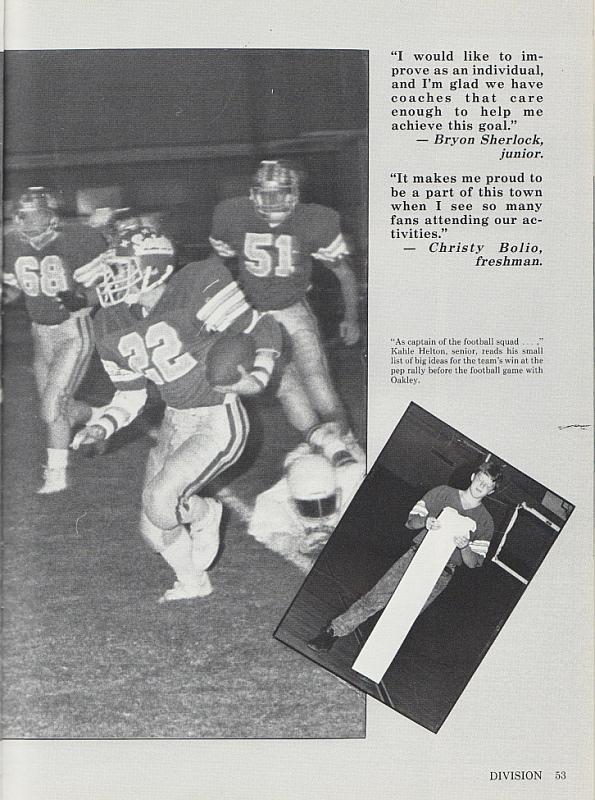 "I would like to im-
prove as an individual,
and I'm glad we have
coaches that care
enough to help me
achieve this goal."
— Bryon Sherlock,
junior.
"It makes me proud to
be a part of this town
when I see so many
fans attending our ac-
tivities."
— Christy Bolio,
freshman.
"As captain of the football squad . . . ,"
Kahle Helton, senior, reads his small
list of big ideas for the team's win at the
pep rally before the football game with
Oakley.
68
51
22
DIVISION 53